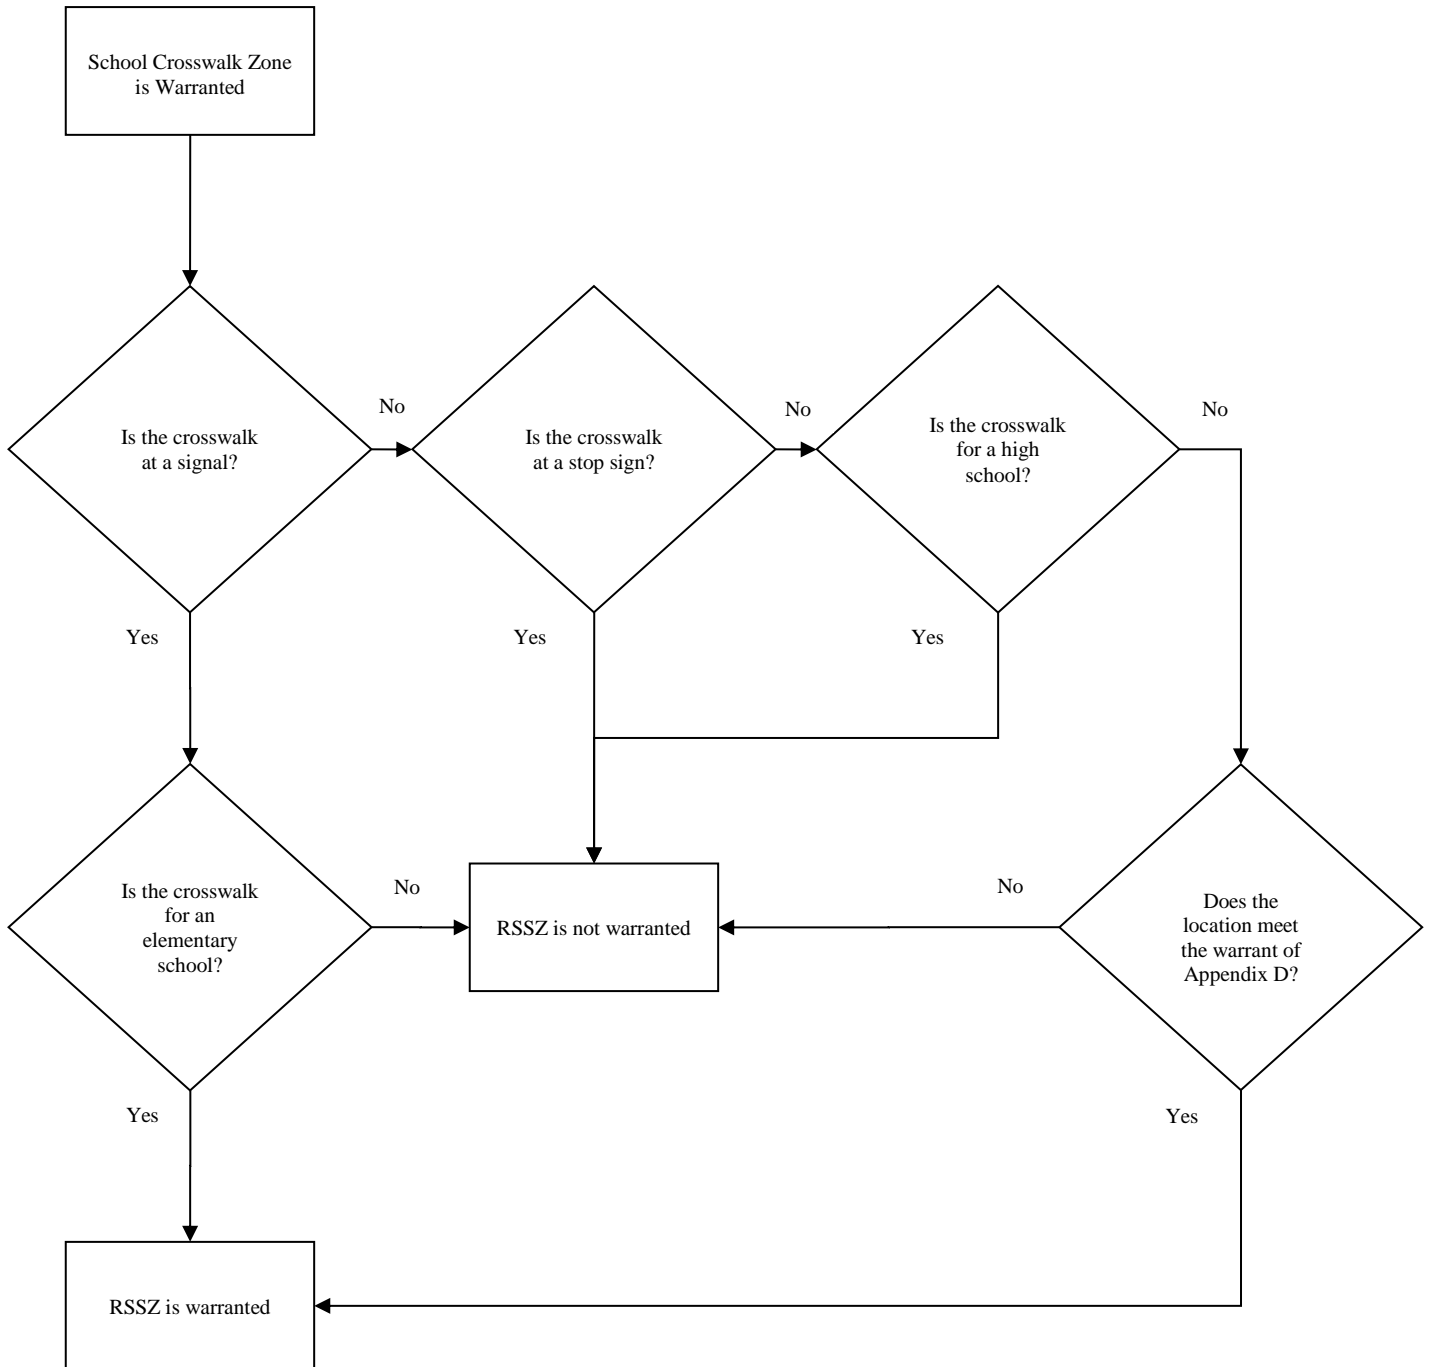 School Crosswalk Zone
is Warranted
No
No
No
Is the crosswalk
at a signal?
Is the crosswalk
at a stop sign?
Is the crosswalk
for a high
school?
Yes
Yes
Yes
Is the crosswalk
for an
elementary
school?
No
RSSZ is not warranted
No
Does the
location meet
the warrant of
Appendix D?
Yes
Yes
RSSZ is warranted